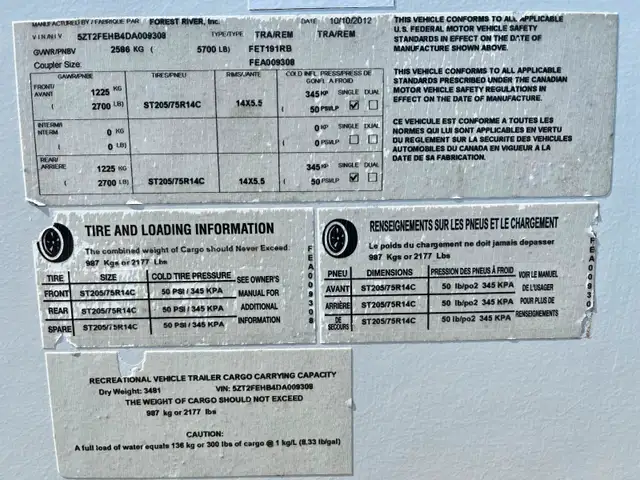 MANUFACTURED BY / FABRIQUE PAR FOREST RIVER, Inc. DATE 10/10/2012
V I N / N I V 5ZT2FEHB4DA009308 TYPE/TYPE TRA/REM TRA/REM
GVWR/PNBV 2586 KG ( 5700 LB) FET191RB
Coupler Size: FEA009308
GAWR/PNBE TIRES/PNEU RIMS/JANTE COLD INFL. PRESS/PRESS DE GONFL. A FROID
FRONT/ AVANT 1225 KG ( 2700 LB) ST205/75R14C 14X5.5 345 KP ( 50 PSI/LP SINGLE DUAL
INTERM/ INTERM 0 KG ( 0 LB) 0 KP ( 0 PSI/LP SINGLE DUAL
REAR/ ARRIÈRE 1225 KG ( 2700 LB) ST205/75R14C 14X5.5 345 KP ( 50 PSI/LP SINGLE DUAL
THIS VEHICLE CONFORMS TO ALL APPLICABLE
U.S. FEDERAL MOTOR VEHICLE SAFETY
STANDARDS IN EFFECT ON THE DATE OF
MANUFACTURE SHOWN ABOVE.
THIS VEHICLE CONFORMS TO ALL APPLICABLE
STANDARDS PRESCRIBED UNDER THE CANADIAN
MOTOR VEHICLE SAFETY REGULATIONS IN
EFFECT ON THE DATE OF MANUFACTURE.
CE VEHICULE EST CONFORME A TOUTES LES
NORMES QUI LUI SONT APPLICABLES EN VERTU
DU REGLEMENT SUR LA SECURITE DES VEHICULES
AUTOMOBILES DU CANADA EN VIGUEUR A LA
DATE DE SA FABRICATION.
TIRE AND LOADING INFORMATION
The combined weight of Cargo should Never Exceed
987 Kgs or 2177 Lbs
TIRE SIZE COLD TIRE PRESSURE
FRONT ST205/75R14C 50 PSI / 345 KPA
REAR ST205/75R14C 50 PSI / 345 KPA
SPARE ST205/75R14C 50 PSI / 345 KPA
SEE OWNER'S
MANUAL FOR
ADDITIONAL
INFORMATION
FEA009308
RENSEIGNEMENTS SUR LES PNEUS ET LE CHARGEMENT
Le poids du chargement ne doit jamais depasser
987 Kgs or 2177 Lbs
PNEU DIMENSIONS PRESSION DES PNEUS À FROID
AVANT ST205/75R14C 50 lb/po2 345 KPA
ARRIÈRE ST205/75R14C 50 lb/po2 345 KPA
DE SECOURS ST205/75R14C 50 lb/po2 345 KPA
VOIR LE MANUEL
DE L'USAGER
POUR PLUS DE
RENSEIGNEMENTS
FEA00930
RECREATIONAL VEHICLE TRAILER CARGO CARRYING CAPACITY
Dry Weight: 3481 VIN: 5ZT2FEHB4DA009308
THE WEIGHT OF CARGO SHOULD NOT EXCEED
987 kg or 2177 lbs
CAUTION:
A full load of water equals 136 kg or 300 lbs of cargo @ 1 kg/L (8.33 lb/gal)